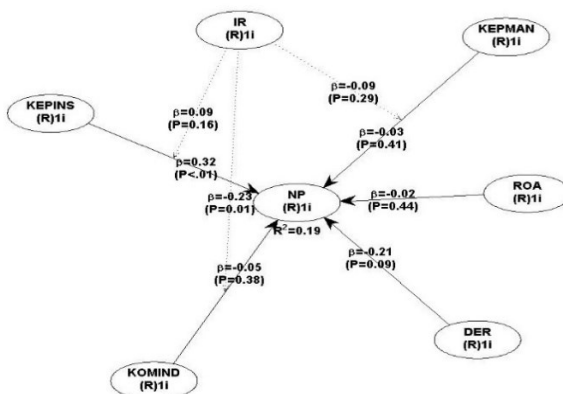 IR
(R)1i
KEPMAN
(R)1i
β=-0.09
(P=0.29)
KEPINS
(R)1i
β=0.09
(P=0.16)
β=-0.03
(P=0.41)
β=0.32
(P<.01)
β=-0.23
(P=0.01)
NP
(R)1i
R²=0.19
β=-0.02
(P=0.44)
ROA
(R)1i
β=-0.05
(P=0.38)
β=-0.21
(P=0.09)
DER
(R)1i
KOMIND
(R)1i